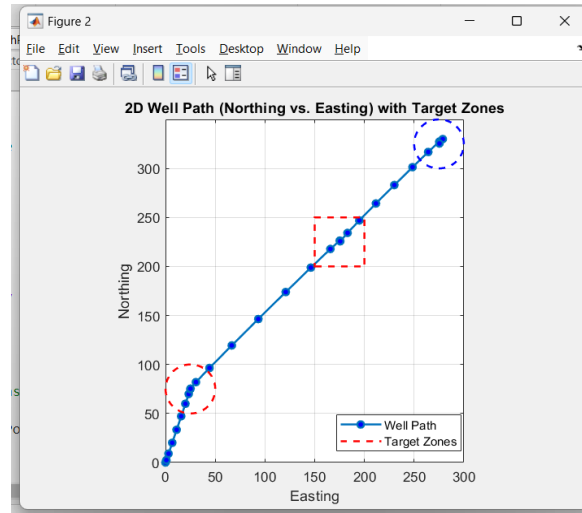 Figure 2
File Edit View Insert Tools Desktop Window Help
2D Well Path (Northing vs. Easting) with Target Zones
350
300
250
200
150
100
50
0
Northing
Well Path
Target Zones
0 50 100 150 200 250 300
Easting